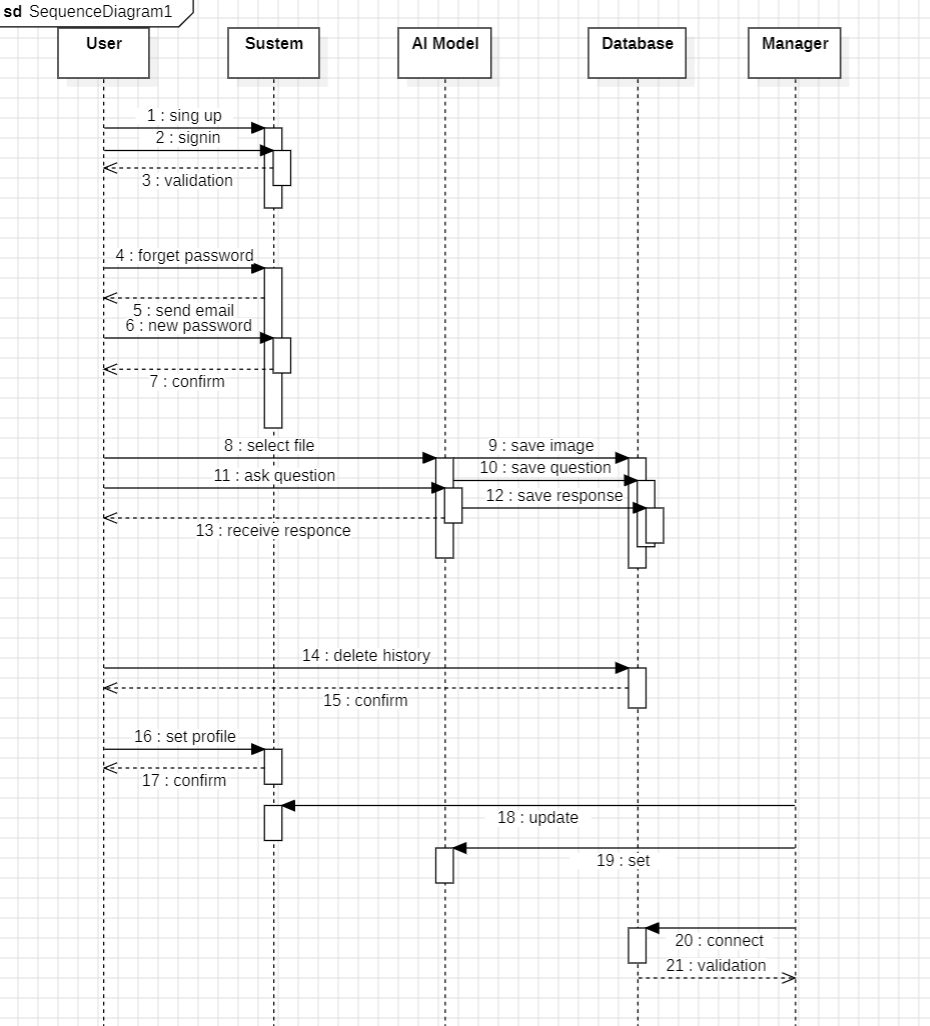 sd SequenceDiagram1
User
Sustem
AI Model
Database
Manager
1 : sing up
2 : signin
3 : validation
4 : forget password
5 : send email
6 : new password
7 : confirm
8 : select file
9 : save image
10 : save question
11 : ask question
12 : save response
13 : receive responce
14 : delete history
15 : confirm
16 : set profile
17 : confirm
18 : update
19 : set
20 : connect
21 : validation